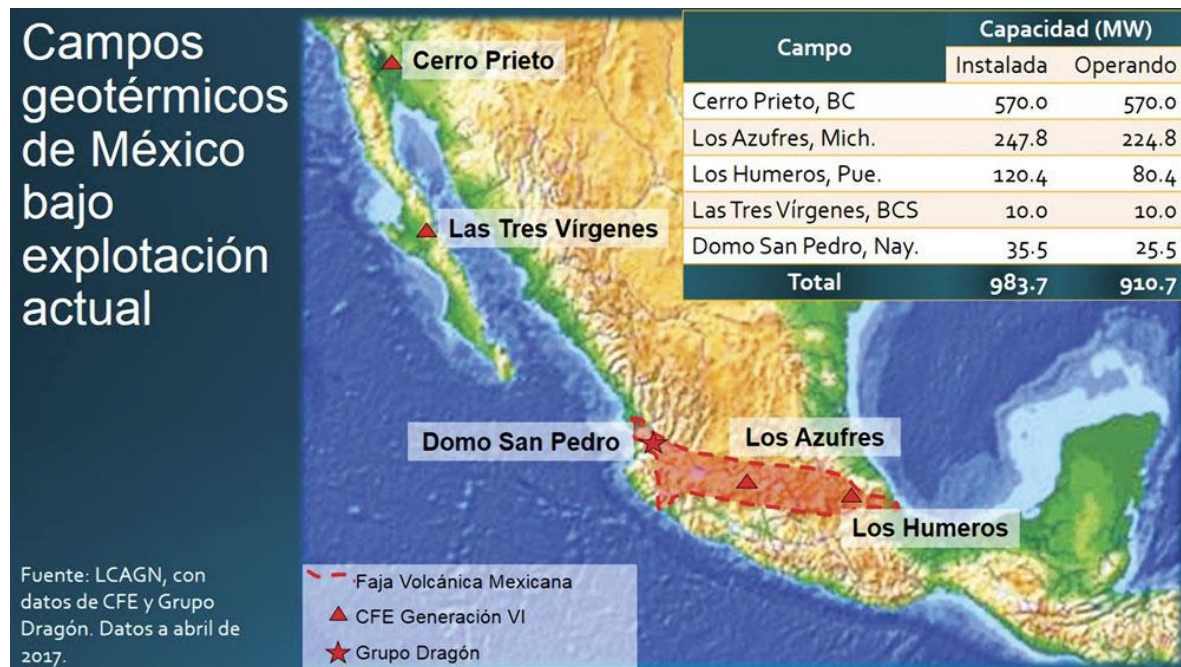 Campos
geotérmicos
de México
bajo
explotación
actual
Fuente: LCAGN, con
datos de CFE y Grupo
Dragón. Datos a abril de
2017.
Campo Capacidad (MW)
Instalada Operando
Cerro Prieto, BC 570.0 570.0
Los Azufres, Mich. 247.8 224.8
Los Humeros, Pue. 120.4 80.4
Las Tres Vírgenes, BCS 10.0 10.0
Domo San Pedro, Nay. 35.5 25.5
Total 983.7 910.7
Cerro Prieto
Las Tres Vírgenes
Domo San Pedro
Los Azufres
Los Humeros
Faja Volcánica Mexicana
CFE Generación VI
Grupo Dragón